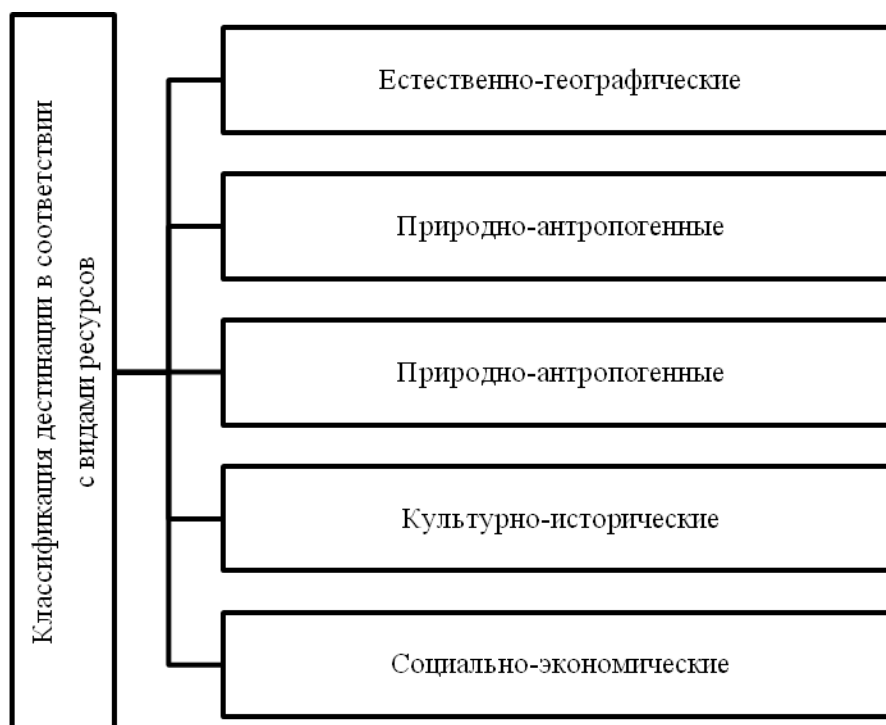 Классификация дестинации в соответствии
с видами ресурсов
Естественно-географические
Природно-антропогенные
Природно-антропогенные
Культурно-исторические
Социально-экономические